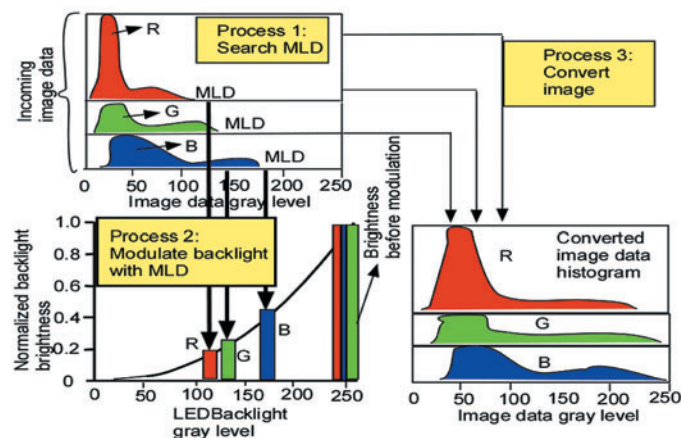 Incoming
image data
R
Process 1:
Search MLD
MLD
G
MLD
B
MLD
0 50 100 150 200 250
Image data gray level
Process 3:
Convert
image
Normalized backlight
brightness
1.0
0.8
0.6
0.4
0.2
0
Process 2:
Modulate backlight
with MLD
R
G
B
50 100 150 200 250
LEDBacklight
gray level
Brightness
before modulation
Converted
image data
histogram
R
G
B
0 50 100 150 200 250
Image data gray level